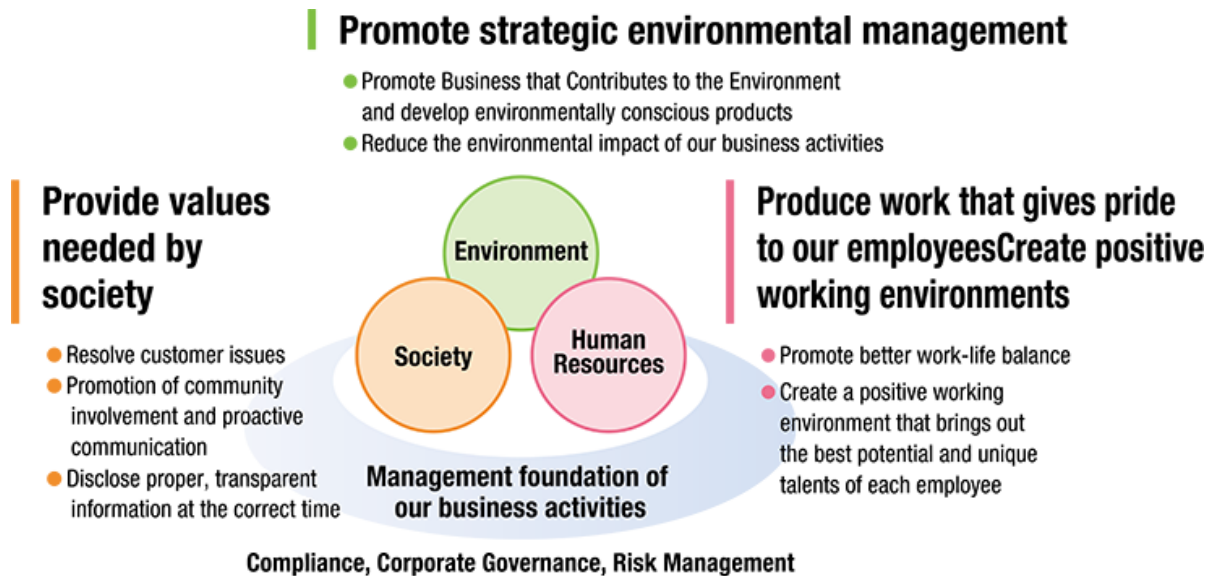 Promote strategic environmental management
● Promote Business that Contributes to the Environment
and develop environmentally conscious products
● Reduce the environmental impact of our business activities
Provide values
needed by
society
● Resolve customer issues
● Promotion of community
involvement and proactive
communication
● Disclose proper, transparent
information at the correct time
Environment
Society
Human
Resources
Management foundation of
our business activities
Compliance, Corporate Governance, Risk Management
Produce work that gives pride
to our employeesCreate positive
working environments
● Promote better work-life balance
● Create a positive working
environment that brings out
the best potential and unique
talents of each employee